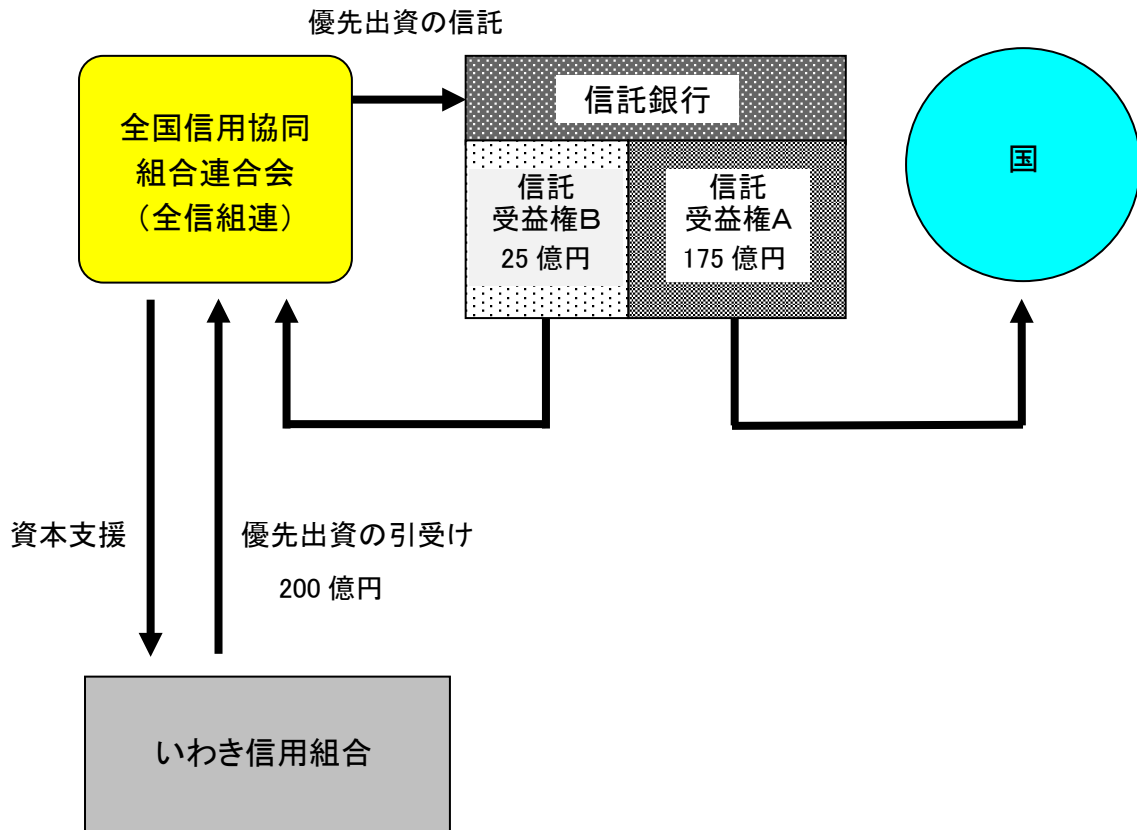 優先出資の信託
全国信用協同
組合連合会
(全信組連)
信託銀行
信託
受益権B
25 億円
信託
受益権A
175 億円
国
資本支援
優先出資の引受け
200 億円
いわき信用組合